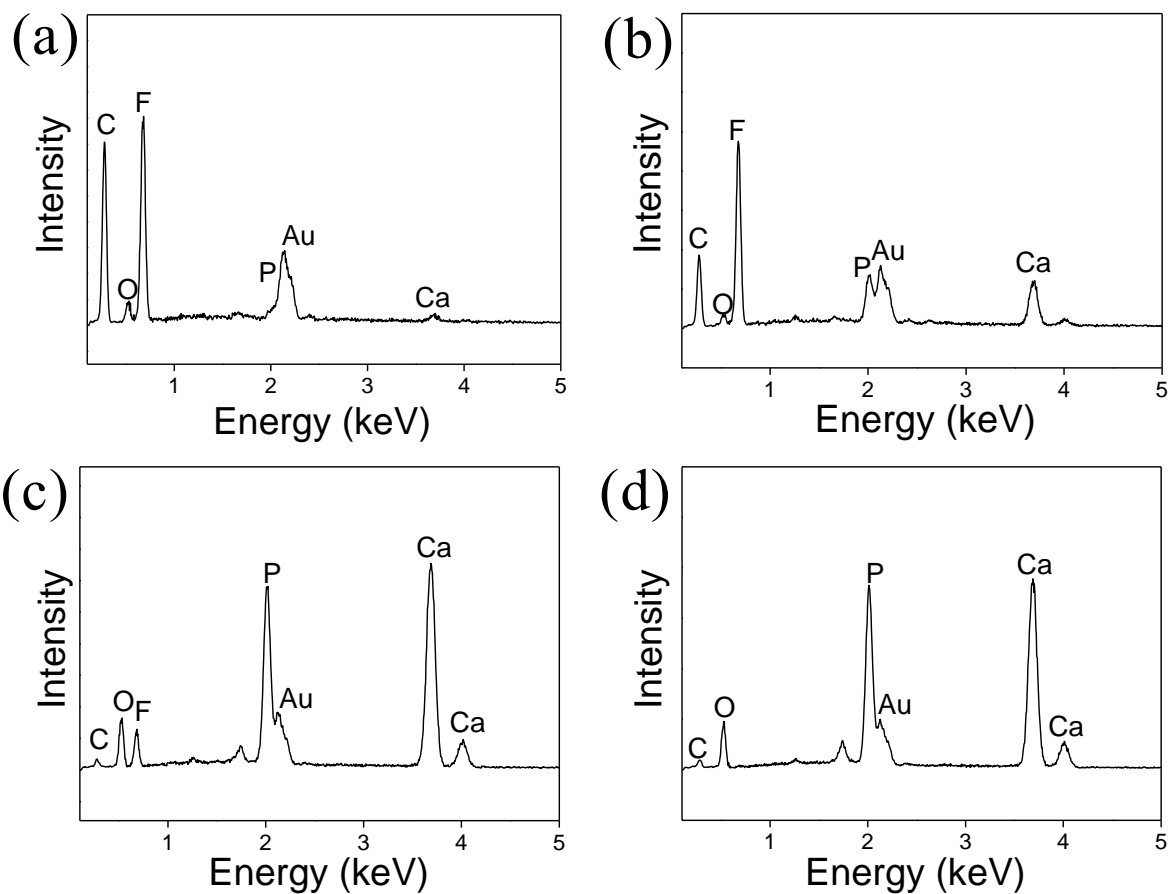 (a)
Intensity
C
O
F
P
Au
Ca
1
2
3
4
5
Energy (keV)
(b)
Intensity
C
O
F
P
Au
Ca
1
2
3
4
5
Energy (keV)
(c)
Intensity
C
O
F
P
Au
Ca
Ca
1
2
3
4
5
Energy (keV)
(d)
Intensity
C
O
P
Au
Ca
Ca
1
2
3
4
5
Energy (keV)